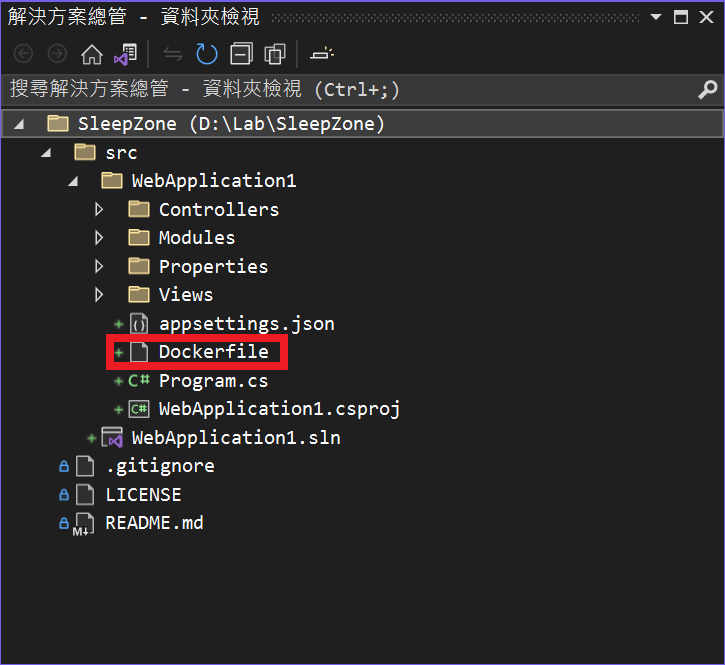 解決方案總管 - 資料夾檢視
搜尋解決方案總管 - 資料夾檢視 (Ctrl+;)
SleepZone (D:\Lab\SleepZone)
src
WebApplication1
Controllers
Modules
Properties
Views
appsettings.json
Dockerfile
C# Program.cs
C# WebApplication1.csproj
WebApplication1.sln
.gitignore
LICENSE
M↓ README.md